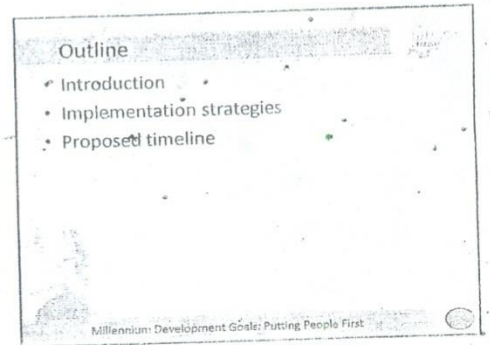 Outline
• Introduction
• Implementation strategies
• Proposed timeline
Millennium Development Goals: Putting People First